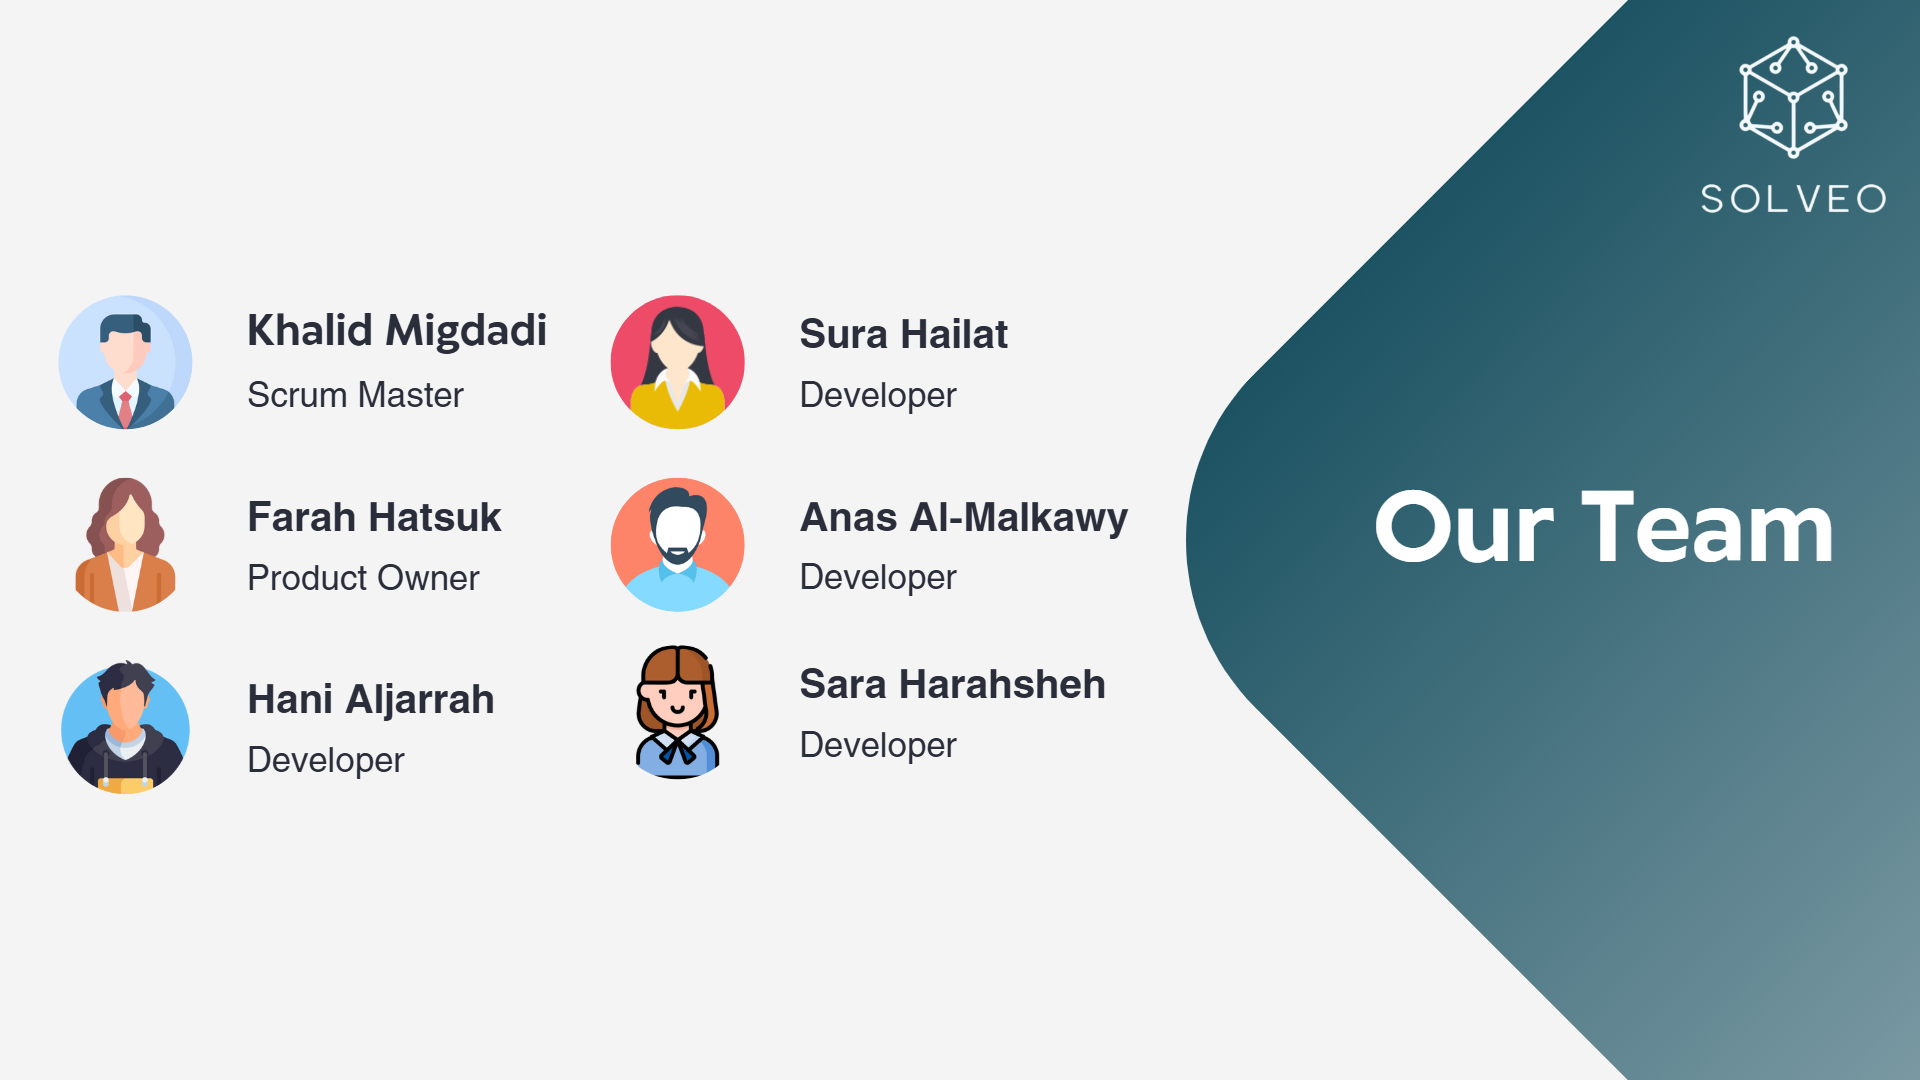 SOLVEO
Khalid Migdadi
Scrum Master
Farah Hatsuk
Product Owner
Hani Aljarrah
Developer
Sura Hailat
Developer
Anas Al-Malkawy
Developer
Sara Harahsheh
Developer
Our Team